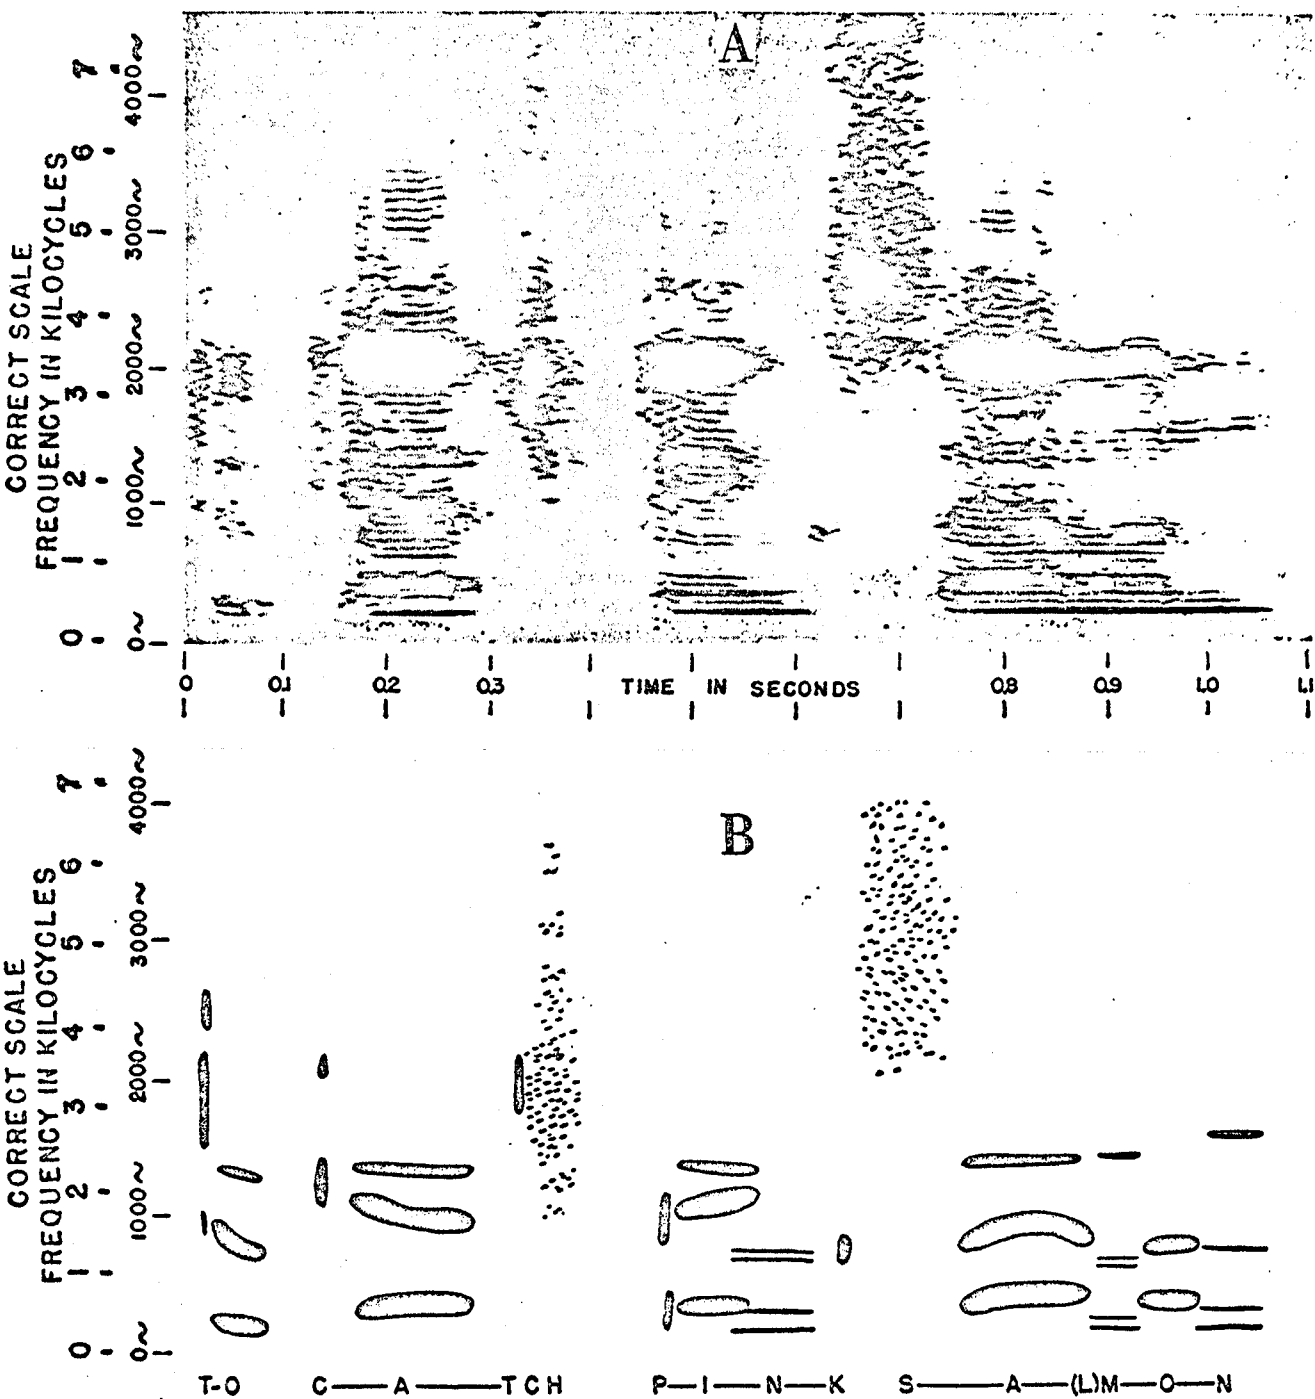 A
CORRECT SCALE
FREQUENCY IN KILOCYCLES
0 1 2 3 4 5 6 7
0~ 1000~ 2000~ 3000~ 4000~
0 0.1 0.2 0.3 TIME IN SECONDS 0.8 0.9 1.0 1.1
B
CORRECT SCALE
FREQUENCY IN KILOCYCLES
0 1 2 3 4 5 6 7
0~ 1000~ 2000~ 3000~ 4000~
T-O C—A—TCH P—I—N—K S—A—(L)M—O—N